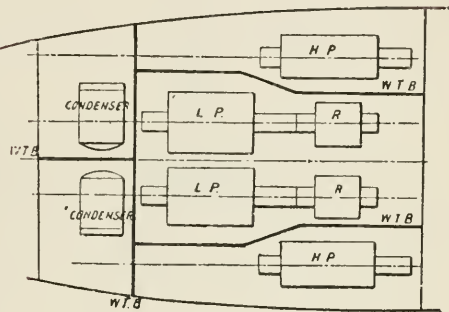 H P
W T B
CONDENSER
L P.
R
W T B
L P.
R
CONDENSER
W T B
H P
W T. B